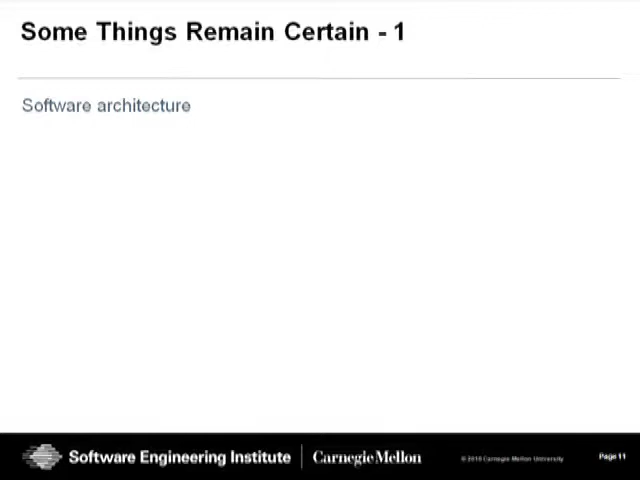 Some Things Remain Certain - 1
Software architecture
Software Engineering Institute
CarnegieMellon
© 2010 Carnegie Mellon University
Page 11